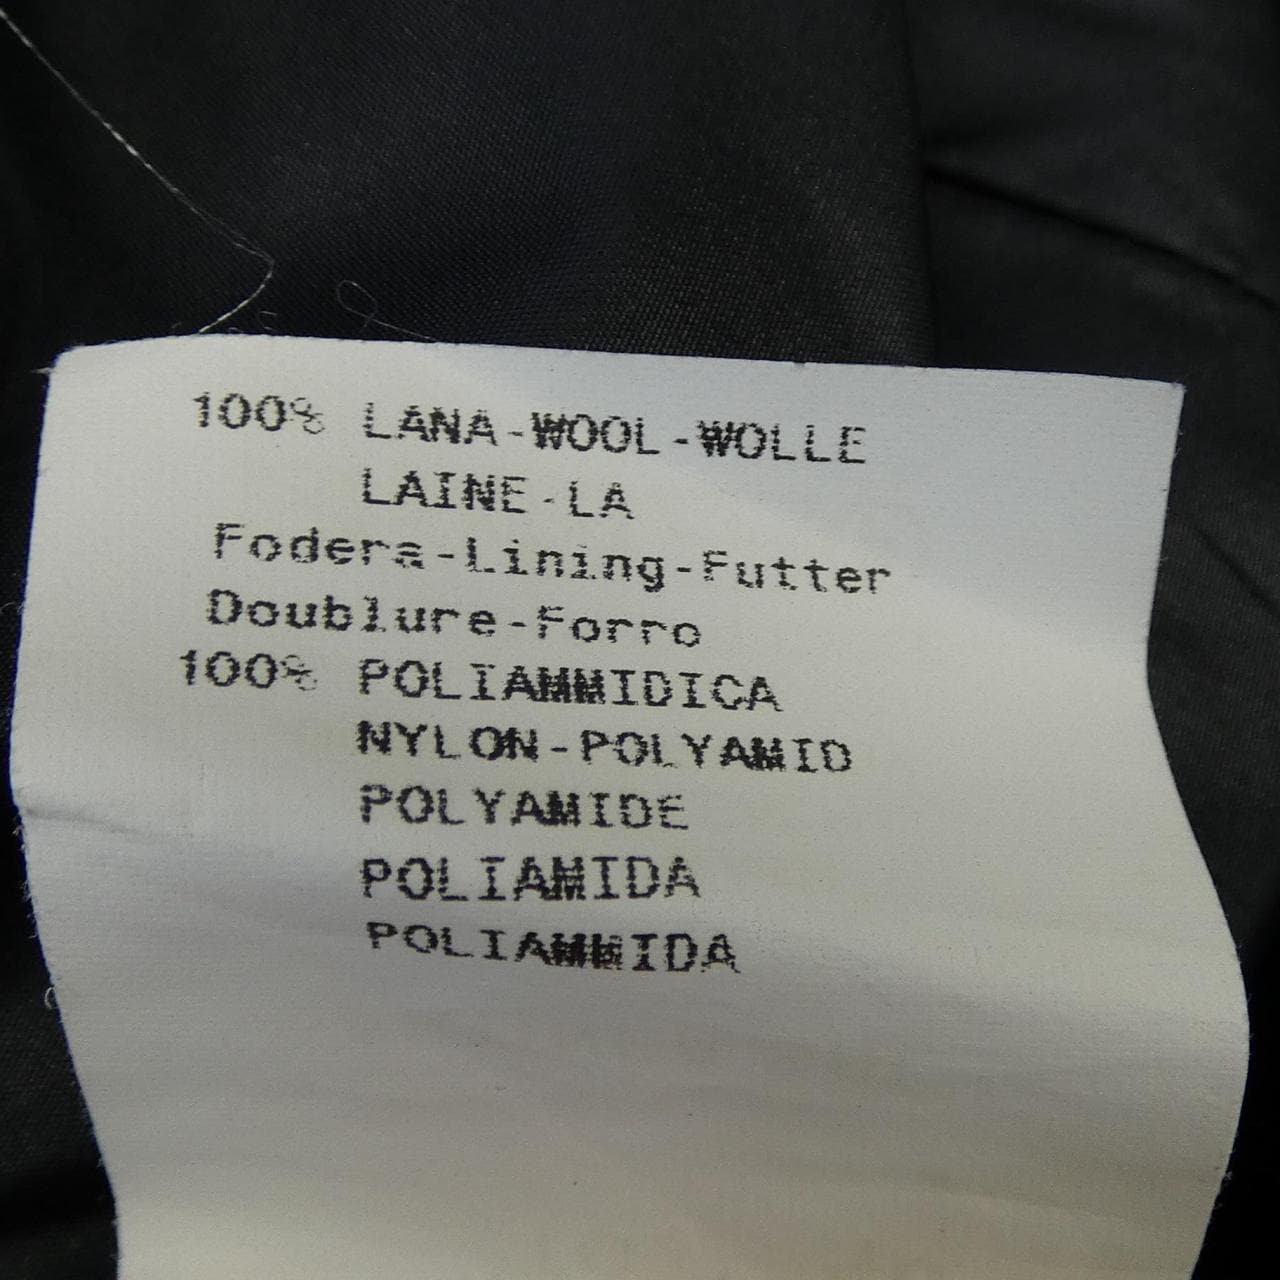 100% LANA-WOOL-WOLLE
LAINE-LA
Fodera-Lining-Futter
Doublure-Forro
100% POLIAMMIDICA
NYLON-POLYAMID
POLYAMIDE
POLIAMIDA
POLIAMMIDA